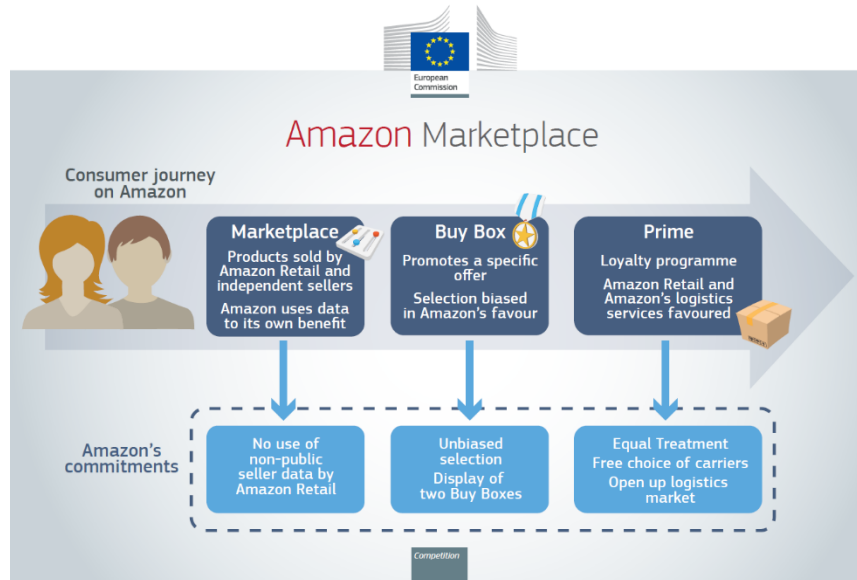 European
Commission
Amazon Marketplace
Consumer journey
on Amazon
Marketplace
Products sold by
Amazon Retail and
independent sellers
Amazon uses data
to its own benefit
Buy Box
Promotes a specific
offer
Selection biased
in Amazon's favour
Prime
Loyalty programme
Amazon Retail and
Amazon's logistics
services favoured
Amazon's
commitments
No use of
non-public
seller data by
Amazon Retail
Unbiased
selection
Display of
two Buy Boxes
Equal Treatment
Free choice of carriers
Open up logistics
market
Competition